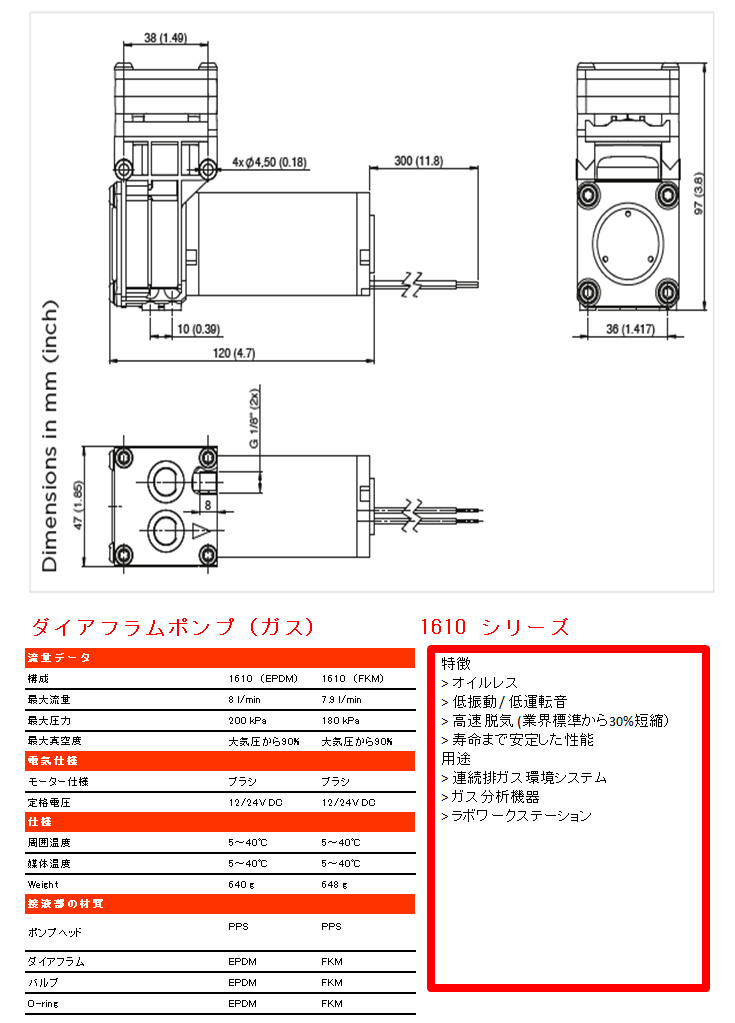 38 (1.49)
4xφ4,50 (0.18)
300 (11.8)
97 (3.8)
10 (0.39)
36 (1.417)
120 (4.7)
Dimensions in mm (inch)
G 1/8" (2x)
47 (1.85)
8
ダイアフラムポンプ（ガス） 1610 シリーズ
流量データ
構成 1610 （EPDM） 1610 （FKM）
最大流量 8 l/min 7.9 l/min
最大圧力 200 kPa 180 kPa
最大真空度 大気圧から90% 大気圧から90%
電気仕様
モーター仕様 ブラシ ブラシ
定格電圧 12/24V DC 12/24V DC
仕様
周囲温度 5～40℃ 5～40℃
媒体温度 5～40℃ 5～40℃
Weight 640 g 648 g
接液部の材質
ポンプヘッド PPS PPS
ダイアフラム EPDM FKM
バルブ EPDM FKM
O-ring EPDM FKM
特徴
> オイルレス
> 低振動 / 低運転音
> 高速 脱気 (業界標準から30%短縮）
> 寿命まで安定した性能
用途
> 連続排ガス環境システム
>ガス分析機器
>ラボワークステーション